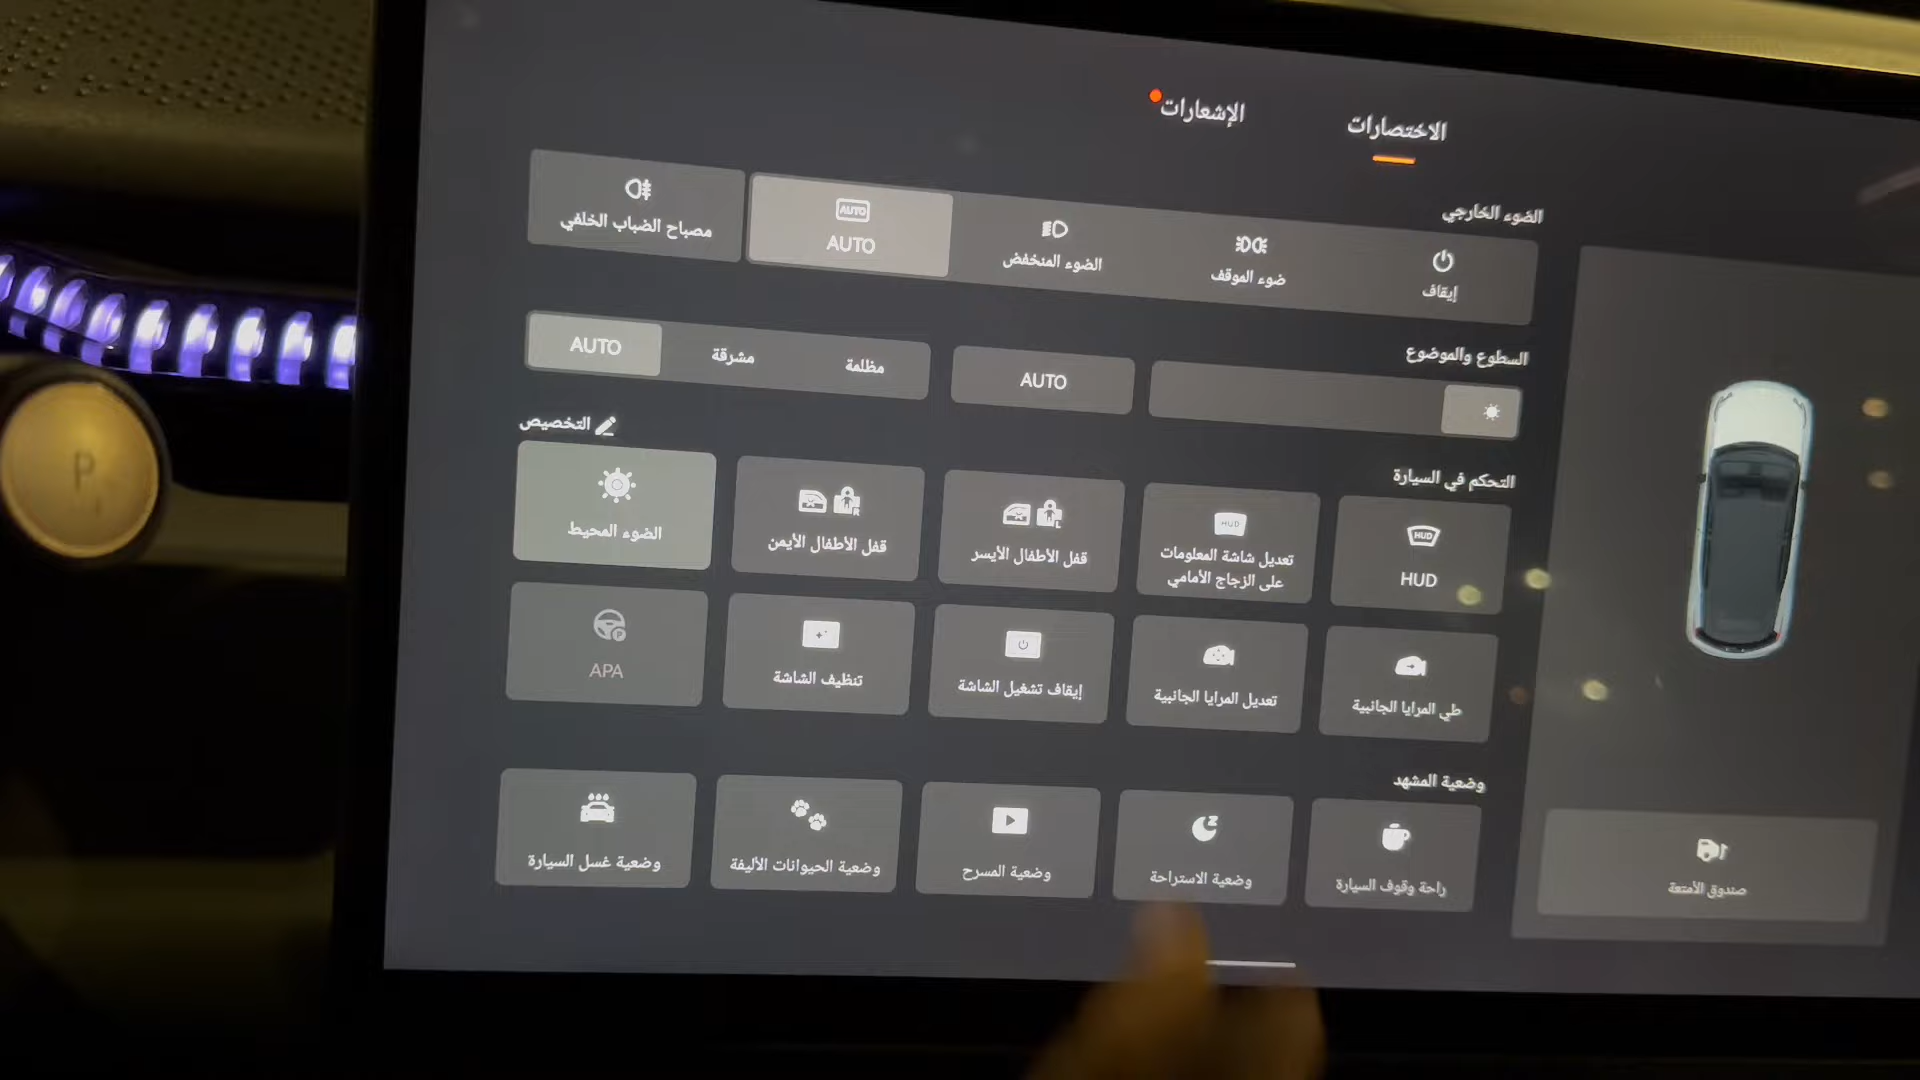 الاختصارات
الإشعارات
الضوء الخارجي
إيقاف
ضوء الموقف
الضوء المنخفض
AUTO
AUTO
مصباح الضباب الخلفي
السطوع والموضوع
AUTO
مظلمة
مشرقة
AUTO
التحكم في السيارة
التخصيص
HUD
HUD
HUD
تعديل شاشة المعلومات
على الزجاج الأمامي
L
قفل الأطفال الأيسر
R
قفل الأطفال الأيمن
الضوء المحيط
طي المرايا الجانبية
تعديل المرايا الجانبية
إيقاف تشغيل الشاشة
تنظيف الشاشة
P
APA
وضعية المشهد
راحة وقوف السيارة
وضعية الاستراحة
وضعية المسرح
وضعية الحيوانات الأليفة
وضعية غسل السيارة
صندوق الأمتعة
P